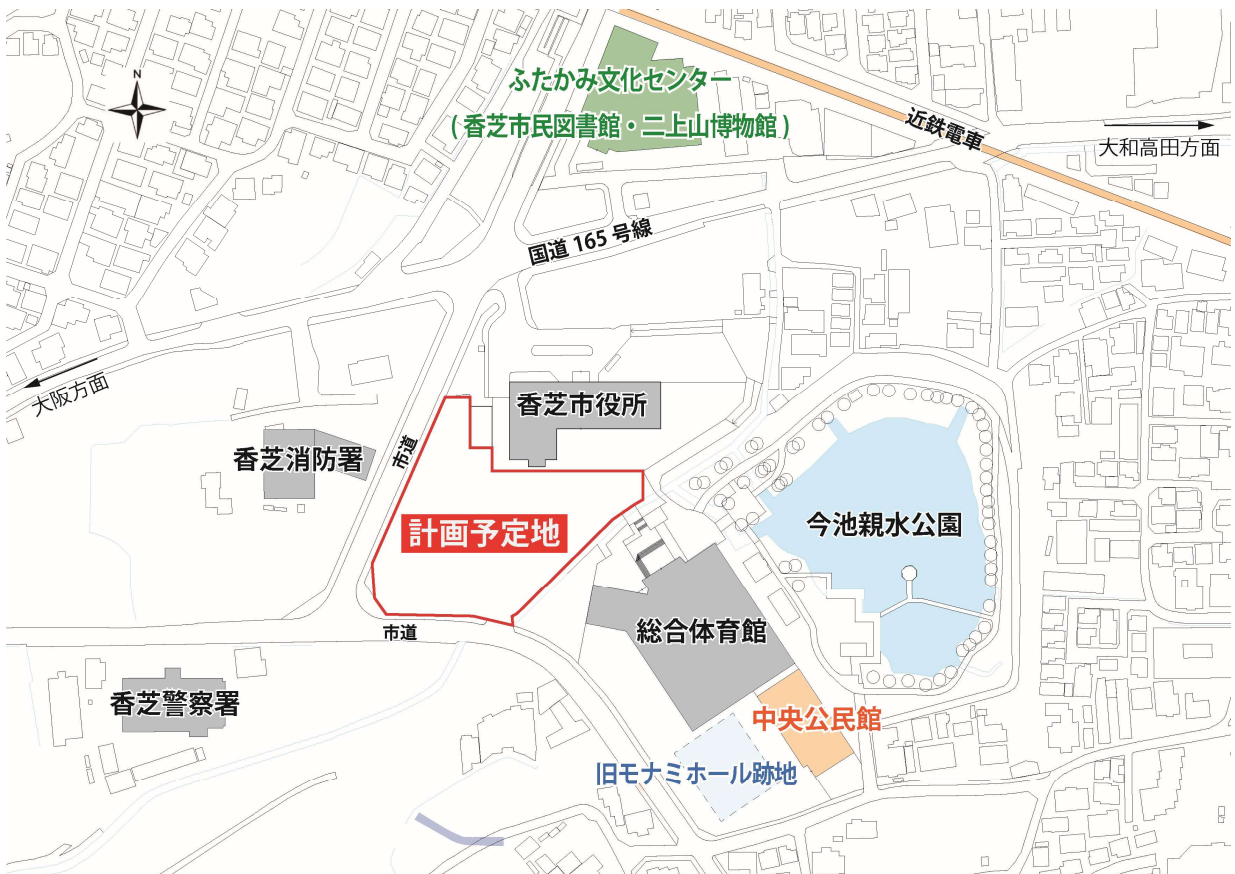 N
ふたかみ文化センター
(香芝市民図書館・二上山博物館)
近鉄電車
大和高田方面
国道165号線
大阪方面
香芝市役所
香芝消防署
市道
計画予定地
今池親水公園
総合体育館
市道
香芝警察署
中央公民館
旧モナミホール跡地